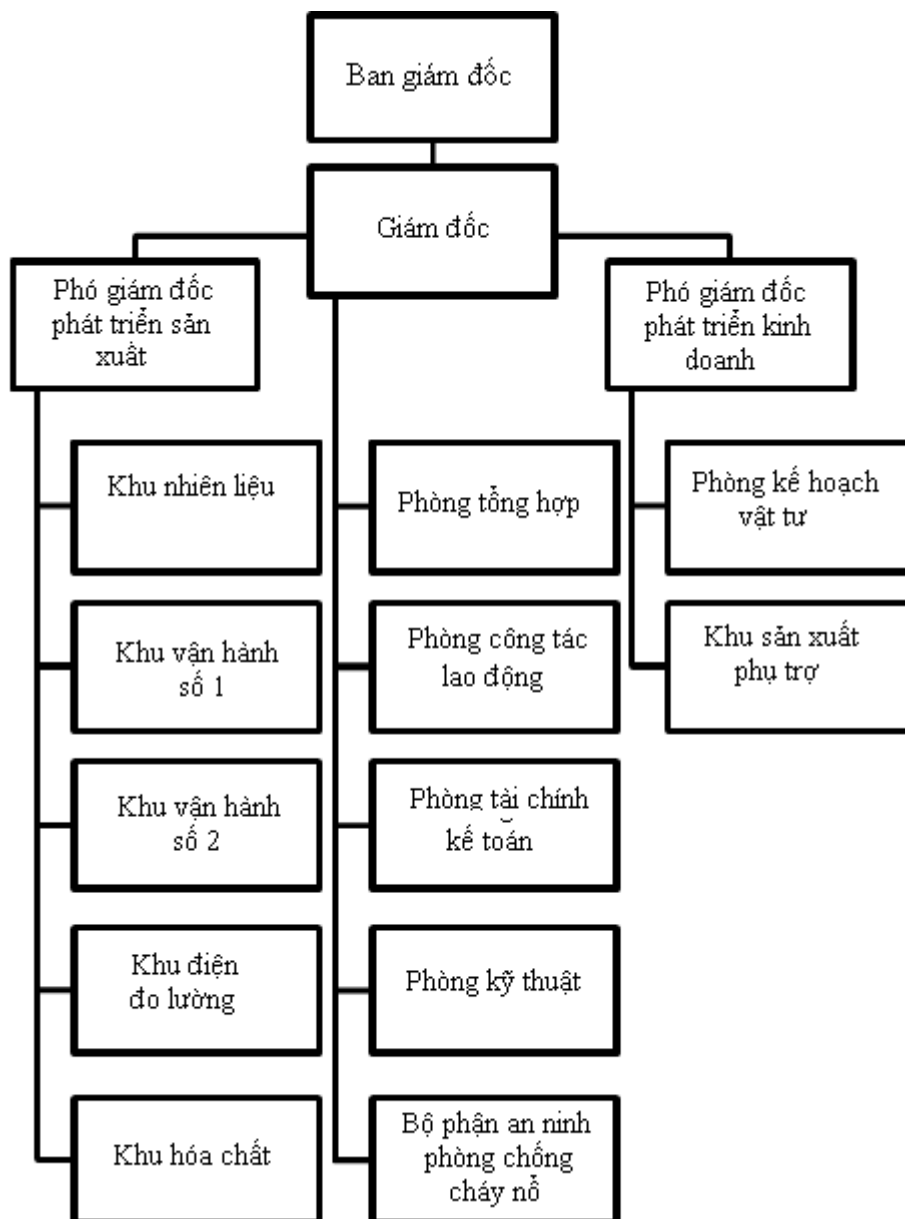 Ban giám đốc
Giám đốc
Phó giám đốc
phát triển sản
xuất
Phó giám đốc
phát triển kinh
doanh
Khu nhiên liệu
Khu vận hành
số 1
Khu vận hành
số 2
Khu điện
đo lường
Khu hóa chất
Phòng tổng hợp
Phòng công tác
lao động
Phòng tài chính
kế toán
Phòng kỹ thuật
Bộ phận an ninh
phòng chống
cháy nổ
Phòng kế hoạch
vật tư
Khu sản xuất
phụ trợ